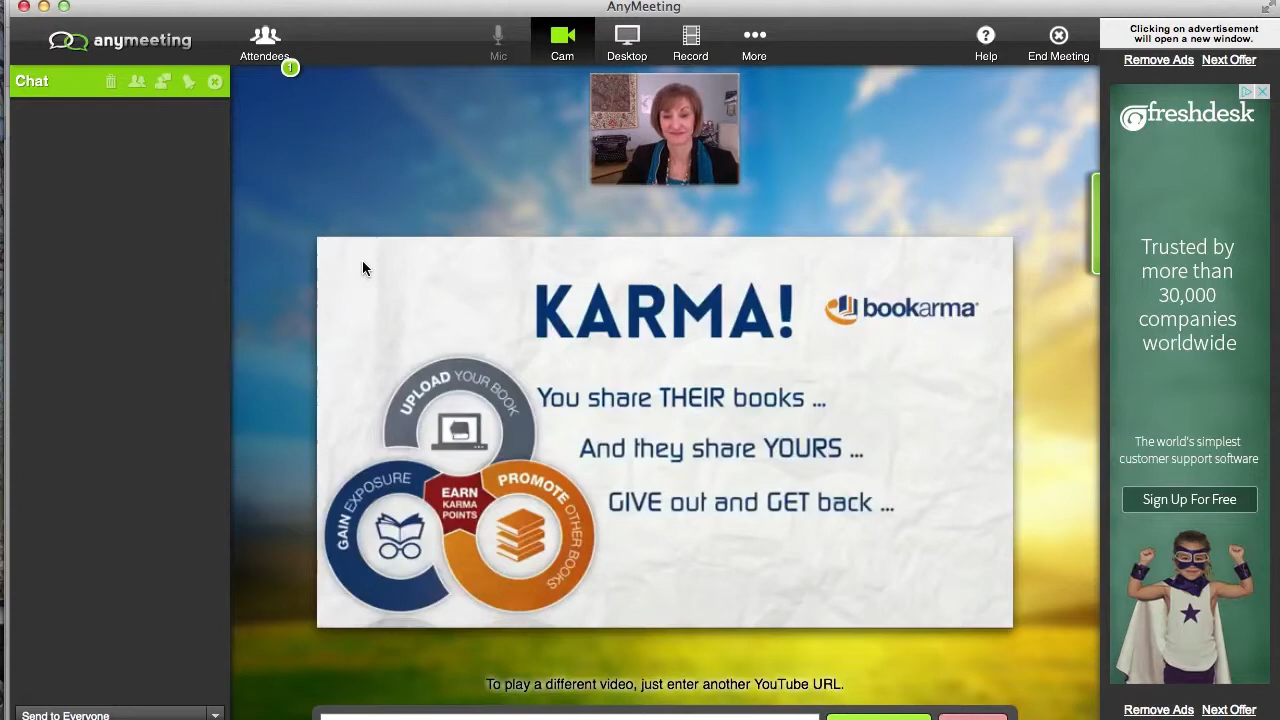 AnyMeeting
anymeeting
Attendees
1
Mic
Cam
Desktop
Record
More
Help
End Meeting
Clicking on advertisement
will open a new window.
Remove Ads Next Offer
Chat
freshdesk
Trusted by
more than
30,000
companies
worldwide
The world's simplest
customer support software
Sign Up For Free
KARMA!
bookarma
You share THEIR books ...
And they share YOURS ...
GIVE out and GET back ...
UPLOAD YOUR BOOK
GAIN EXPOSURE
EARN
KARMA
POINTS
PROMOTE OTHER BOOKS
To play a different video, just enter another YouTube URL.
Send to Everyone
Remove Ads Next Offer